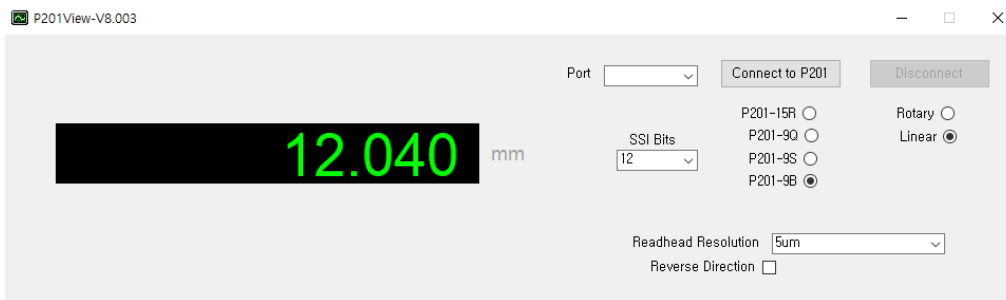 P201View-V8.003
Port
Connect to P201
Disconnect
P201-15R
Rotary
P201-9Q
Linear
SSI Bits
P201-9S
12
P201-9B
12.040 mm
Readhead Resolution 5um
Reverse Direction